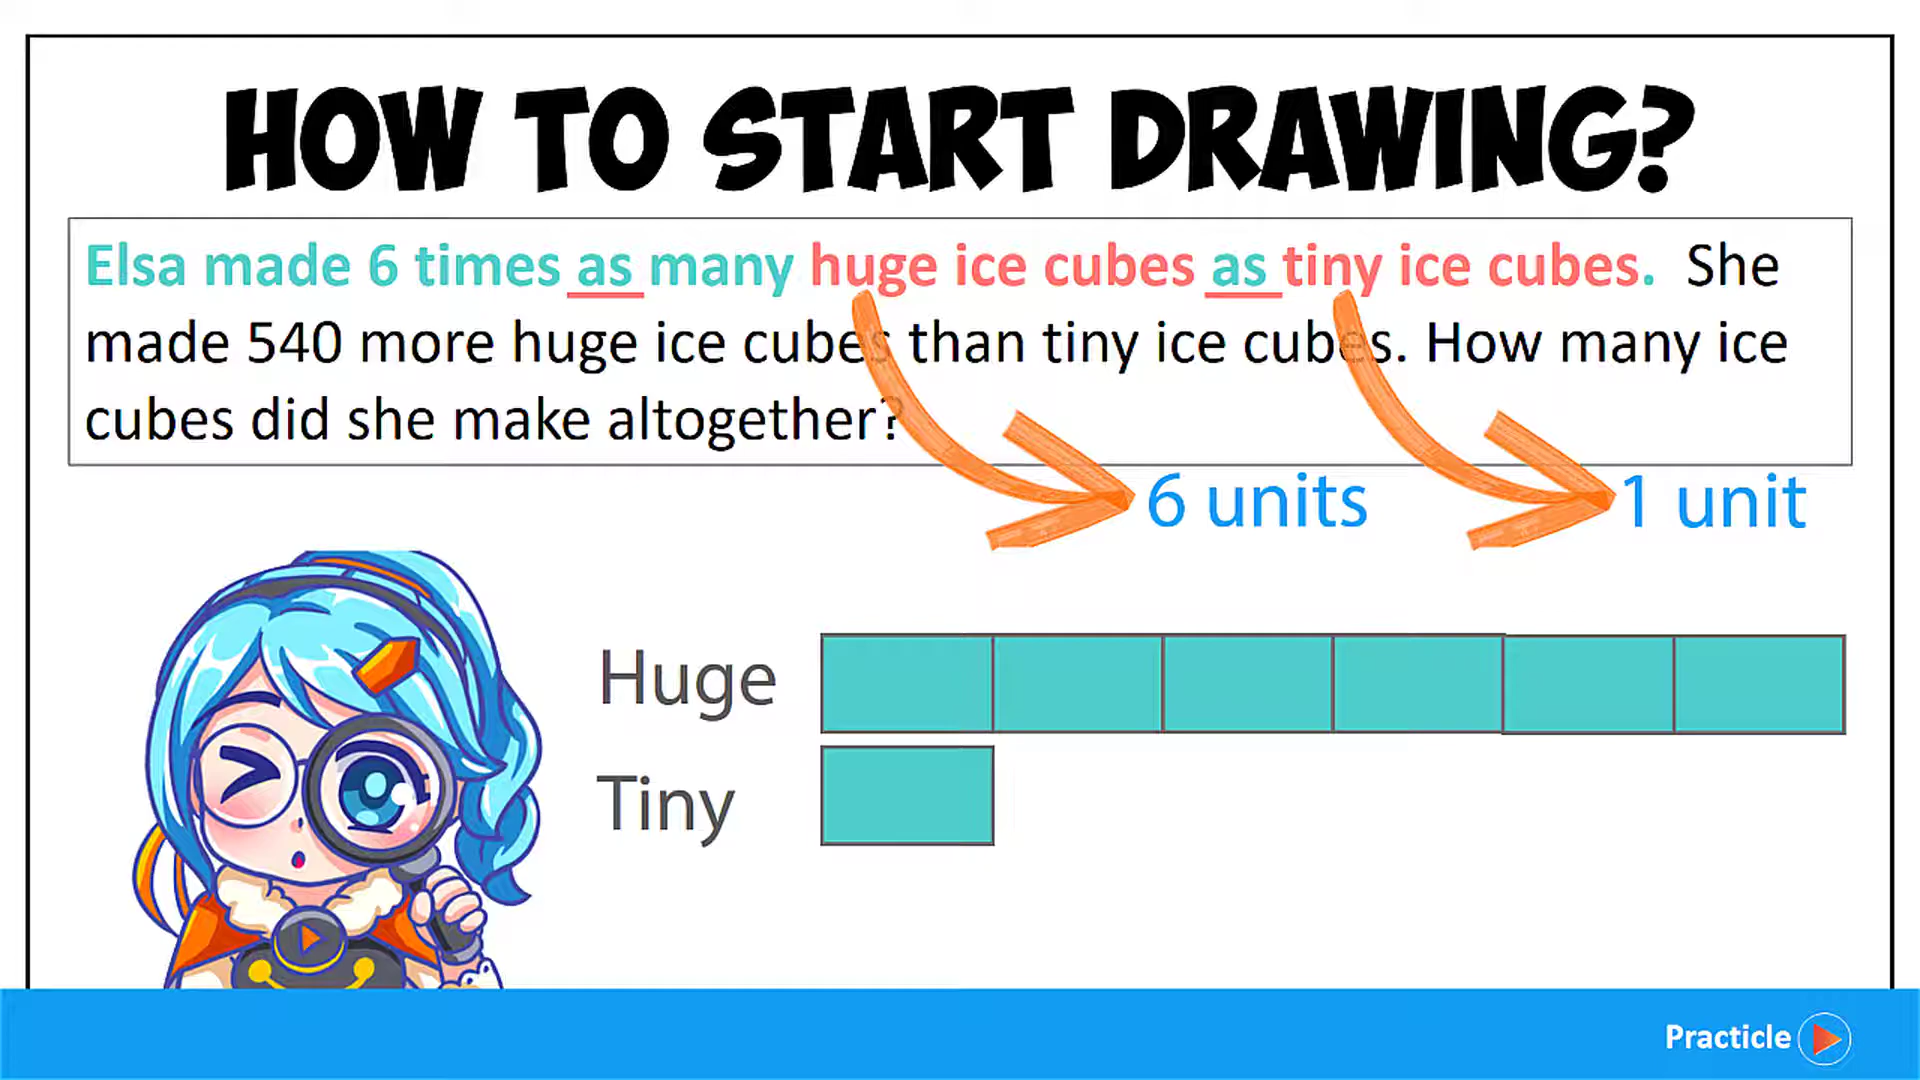 HOW TO START DRAWING?
Elsa made 6 times as many huge ice cubes as tiny ice cubes. She
made 540 more huge ice cubes than tiny ice cubes. How many ice
cubes did she make altogether?
6 units
1 unit
Huge
Tiny
Practicle